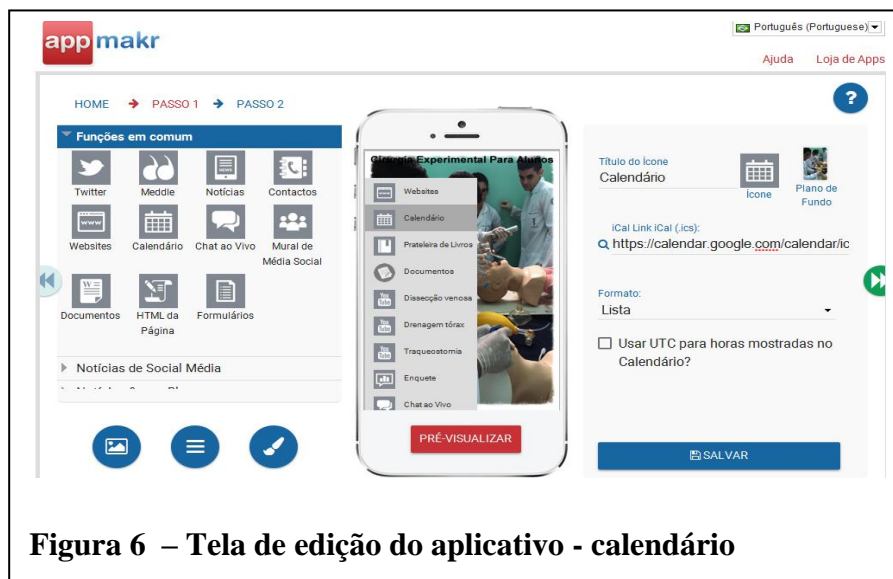 appmakr
Português (Portuguese)
Ajuda Loja de Apps
HOME PASSO 1 PASSO 2
?
Funções em comum
Twitter Meddle Notícias Contactos
Websites Calendário Chat ao Vivo Mural de Média Social
Documentos HTML da Página Formulários
Notícias de Social Média
Cirurgia Experimental Para Alunos
Websites
Calendário
Prateleira de Livros
Documentos
Dissecção venosa
Drenagem tórax
Traqueostomia
Enquete
Chat ao Vivo
PRÉ-VISUALIZAR
Título do Ícone
Calendário
Ícone
Plano de
Fundo
iCal Link iCal (.ics):
https://calendar.google.com/calendar/ic
Formato:
Lista
Usar UTC para horas mostradas no
Calendário?
SALVAR
Figura 6 – Tela de edição do aplicativo - calendário